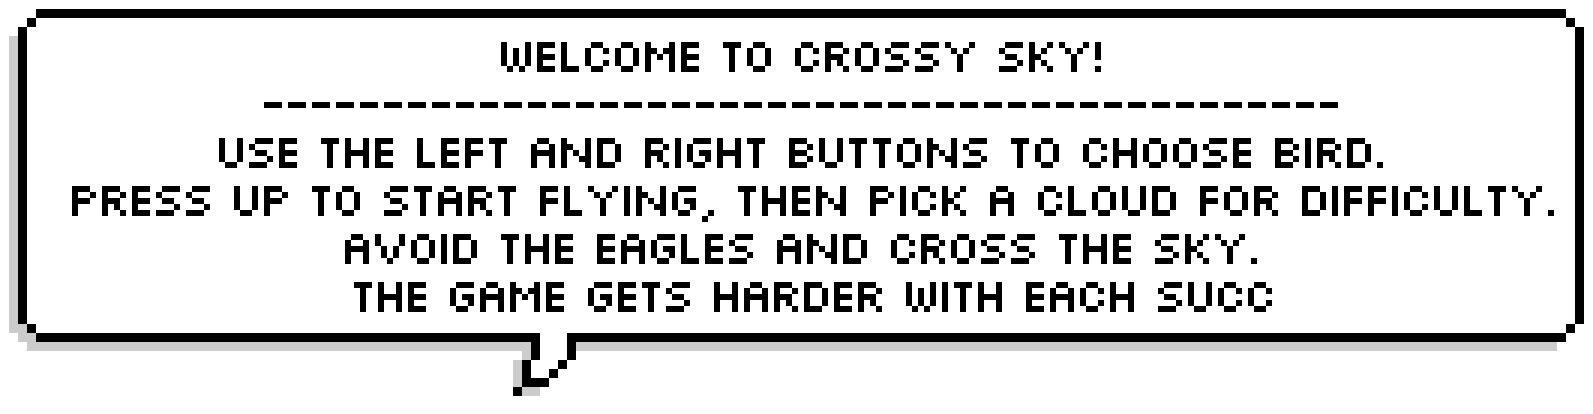 WELCOME TO CROSSY SKY!
---------------------------------------------
USE THE LEFT AND RIGHT BUTTONS TO CHOOSE BIRD.
PRESS UP TO START FLYING, THEN PICK A CLOUD FOR DIFFICULTY.
AVOID THE EAGLES AND CROSS THE SKY.
THE GAME GETS HARDER WITH EACH SUCC